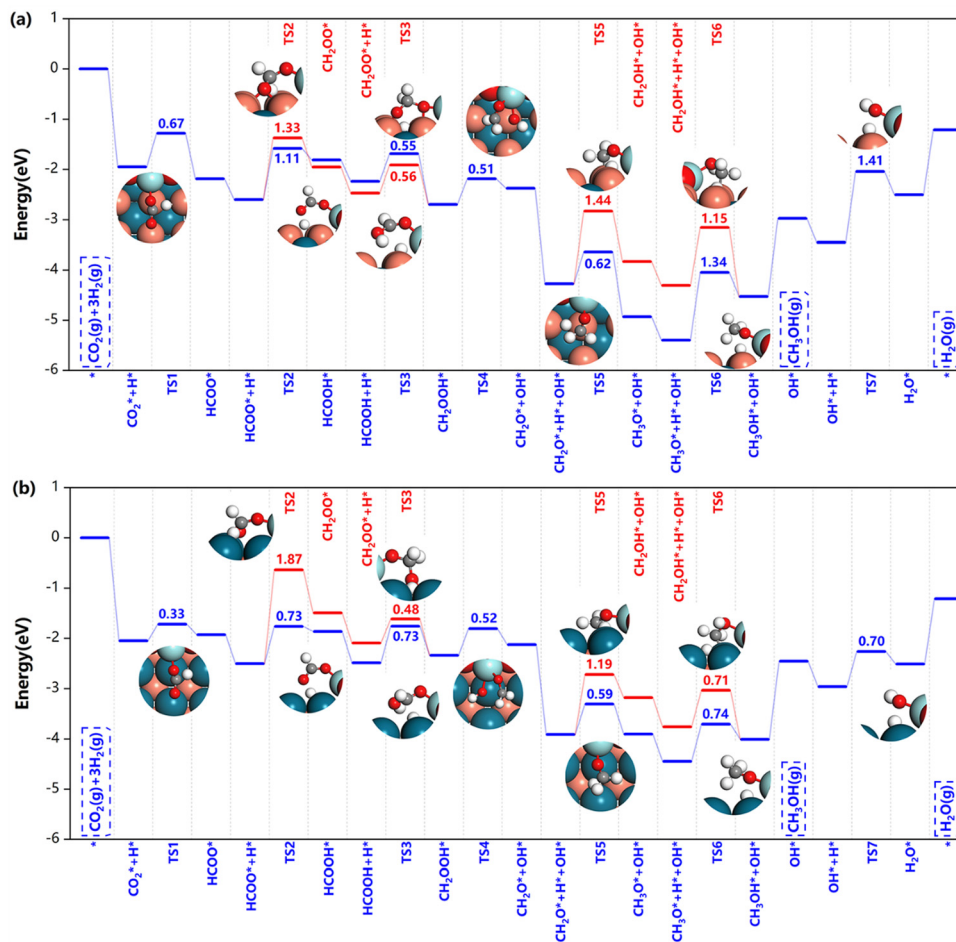 (a)
Energy(eV)
1
0
-1
-2
-3
-4
-5
-6
TS2
CH₂OO*
CH₂OO*+H*
TS3
TS5
CH₂OH*+OH*
CH₂OH*+H*+OH*
TS6
0.67
1.33
1.11
0.55
0.56
0.51
1.44
0.62
1.15
1.34
1.41
CO₂(g)+3H₂(g)
CH₃OH(g)
H₂O(g)
*
CO₂*+H*
TS1
HCOO*
HCOO*+H*
TS2
HCOOH*
HCOOH+H*
TS3
CH₂OOH*
TS4
CH₂O*+OH*
CH₂O*+H*+OH*
TS5
CH₃O*+OH*
CH₃O*+H*+OH*
TS6
CH₃OH*+OH*
OH*
OH*+H*
TS7
H₂O*
*
(b)
Energy(eV)
1
0
-1
-2
-3
-4
-5
-6
TS2
CH₂OO*
CH₂OO*+H*
TS3
TS5
CH₂OH*+OH*
CH₂OH*+H*+OH*
TS6
0.33
1.87
0.73
0.48
0.73
0.52
1.19
0.59
0.71
0.74
0.70
CO₂(g)+3H₂(g)
CH₃OH(g)
H₂O(g)
*
CO₂*+H*
TS1
HCOO*
HCOO*+H*
TS2
HCOOH*
HCOOH+H*
TS3
CH₂OOH*
TS4
CH₂O*+OH*
CH₂O*+H*+OH*
TS5
CH₃O*+OH*
CH₃O*+H*+OH*
TS6
CH₃OH*+OH*
OH*
OH*+H*
TS7
H₂O*
*